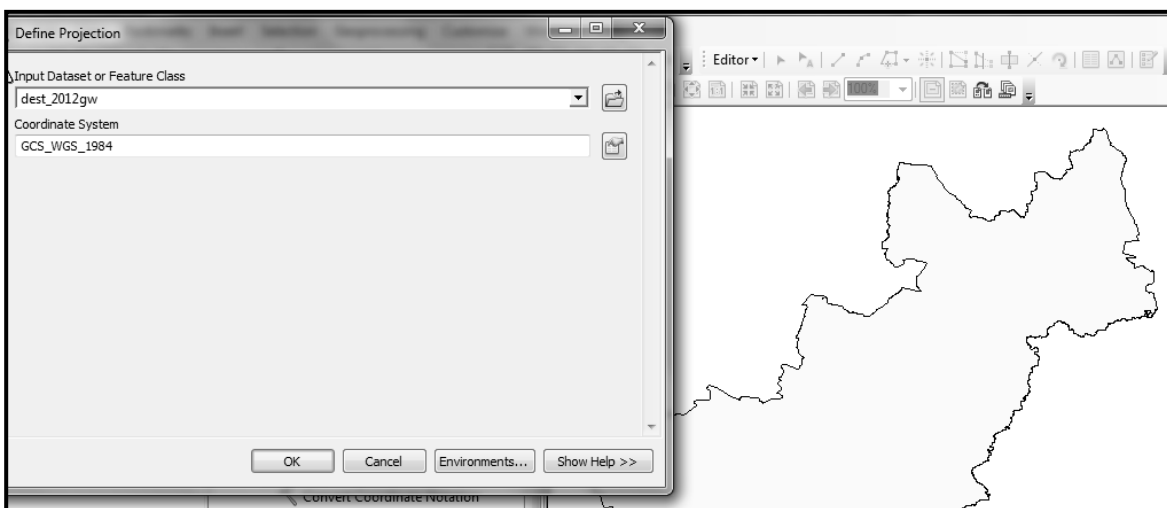 Define Projection
Input Dataset or Feature Class
dest_2012gw
Coordinate System
GCS_WGS_1984
OK Cancel Environments... Show Help >>
Convert Coordinate Notation
Editor
100%